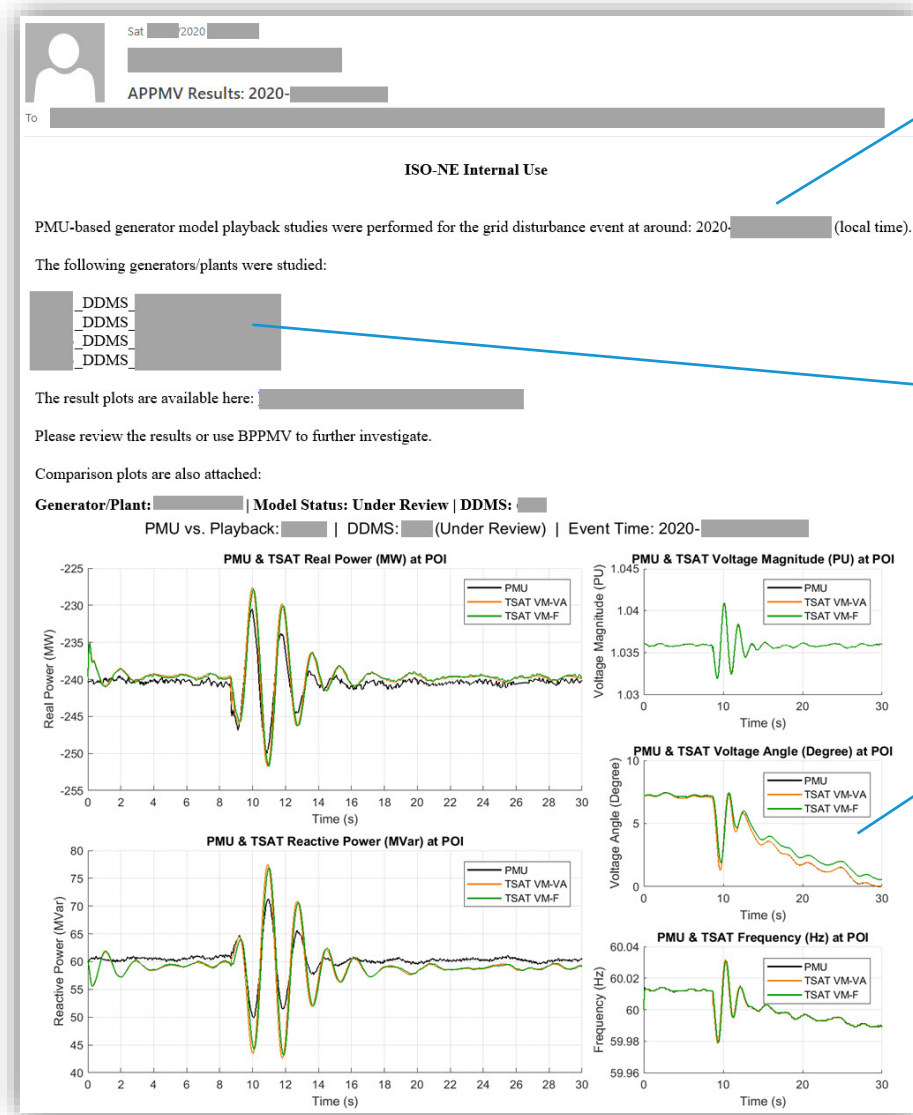 Sat /2020
APPMV Results: 2020-
To
ISO-NE Internal Use
PMU-based generator model playback studies were performed for the grid disturbance event at around: 2020- (local time).
The following generators/plants were studied:
_DDMS_
_DDMS_
_DDMS_
_DDMS_
The result plots are available here:
Please review the results or use BPPMV to further investigate.
Comparison plots are also attached:
Generator/Plant: | Model Status: Under Review | DDMS:
PMU vs. Playback: | DDMS: (Under Review) | Event Time: 2020-
PMU & TSAT Real Power (MW) at POI
-225
-230
-235
-240
-245
-250
-255
Real Power (MW)
PMU
TSAT VM-VA
TSAT VM-F
0 2 4 6 8 10 12 14 16 18 20 22 24 26 28 30
Time (s)
PMU & TSAT Reactive Power (MVar) at POI
80
75
70
65
60
55
50
45
40
Reactive Power (MVar)
PMU
TSAT VM-VA
TSAT VM-F
0 2 4 6 8 10 12 14 16 18 20 22 24 26 28 30
Time (s)
PMU & TSAT Voltage Magnitude (PU) at POI
1.045
1.04
1.035
1.03
Voltage Magnitude (PU)
PMU
TSAT VM-VA
TSAT VM-F
0 10 20 30
Time (s)
PMU & TSAT Voltage Angle (Degree) at POI
10
5
0
Voltage Angle (Degree)
PMU
TSAT VM-VA
TSAT VM-F
0 10 20 30
Time (s)
PMU & TSAT Frequency (Hz) at POI
60.04
60.02
60
59.98
59.96
Frequency (Hz)
PMU
TSAT VM-VA
TSAT VM-F
0 10 20 30
Time (s)